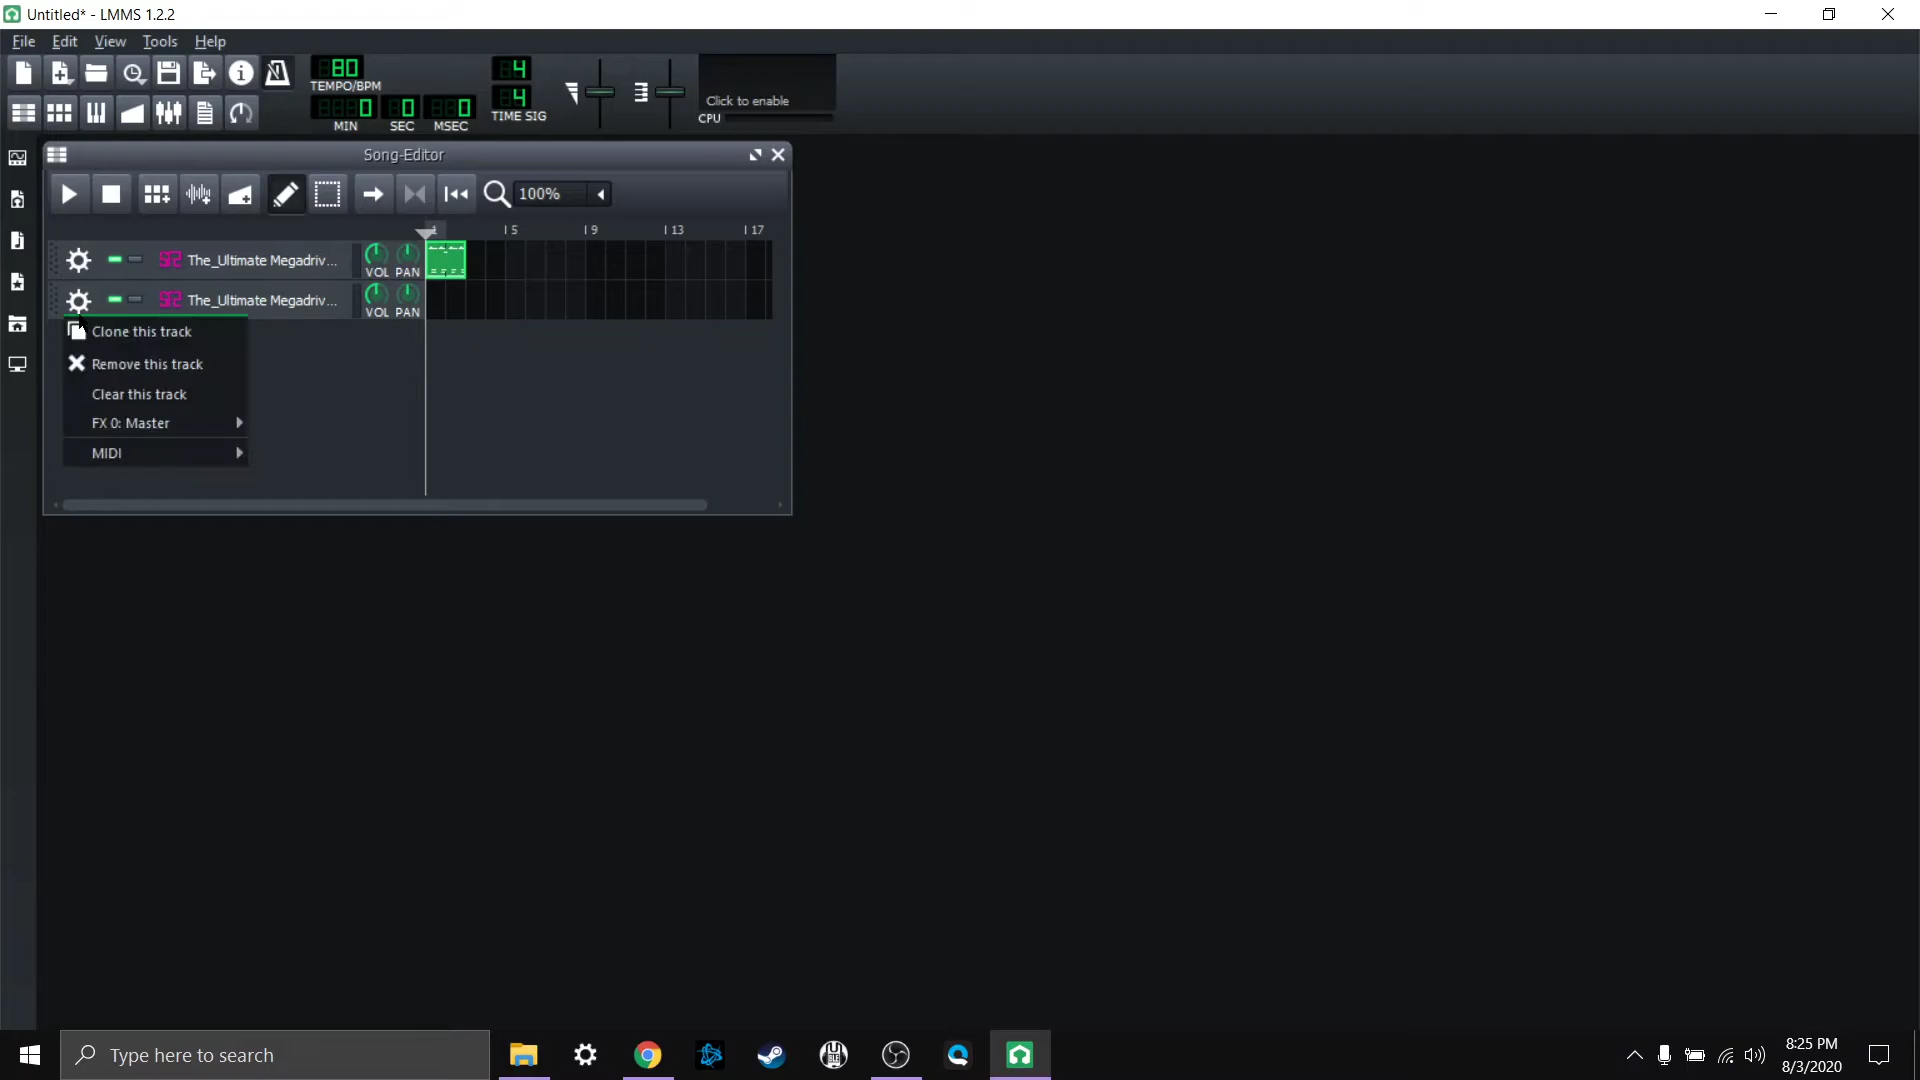 Untitled* - LMMS 1.2.2
File Edit View Tools Help
80
TEMPO/BPM
0 0 0
MIN SEC MSEC
4
4
TIME SIG
Click to enable
CPU
Song-Editor
100%
1 5 9 13 17
The_Ultimate Megadriv...
VOL PAN
The_Ultimate Megadriv...
VOL PAN
Clone this track
Remove this track
Clear this track
FX 0: Master
MIDI
Type here to search
8:25 PM
8/3/2020